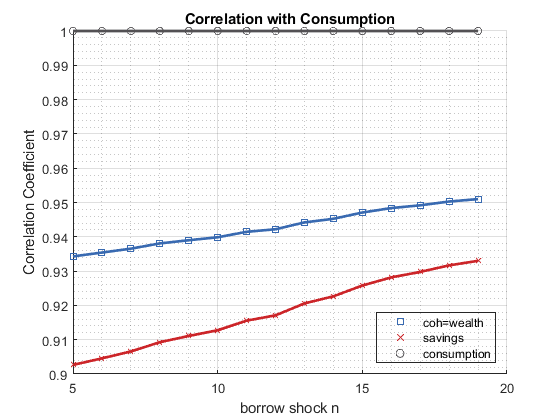 Correlation with Consumption
1
0.99
0.98
0.97
0.96
0.95
0.94
0.93
0.92
0.91
0.9
Correlation Coefficient
coh=wealth
savings
consumption
5 10 15 20
borrow shock n